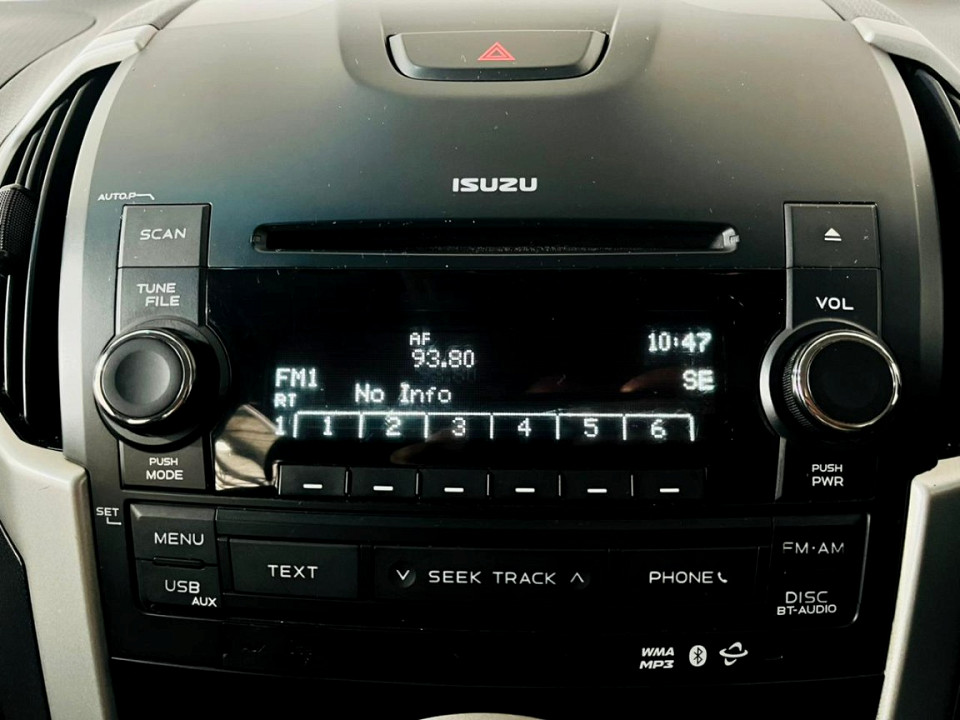 ISUZU
AUTO.P
SCAN
TUNE
FILE
VOL
AF
93.80
10:47
FM1
SE
RT
No Info
1 1 2 3 4 5 6
PUSH
MODE
PUSH
PWR
SET
MENU
TEXT
SEEK TRACK
PHONE
FM·AM
USB
AUX
DISC
BT-AUDIO
WMA
MP3